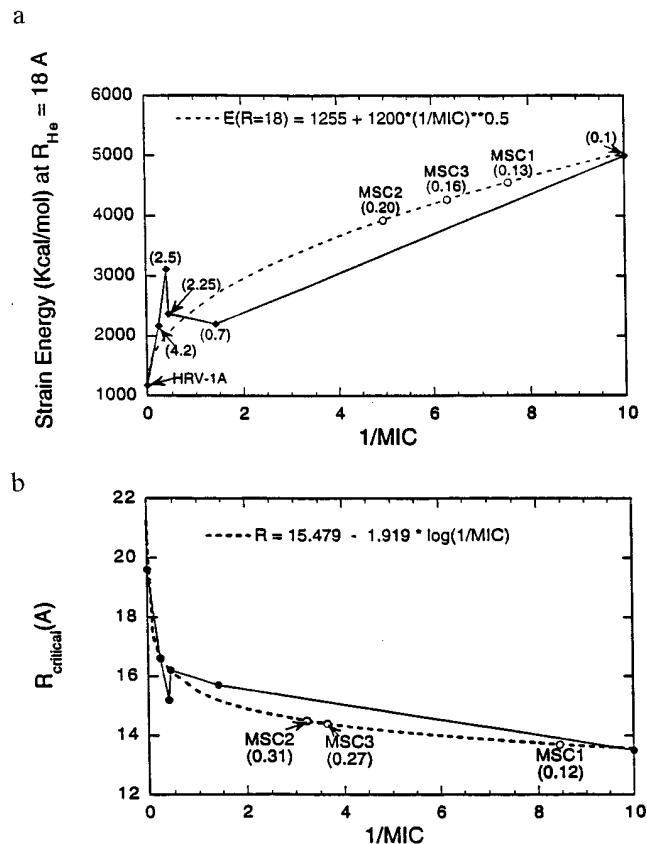 a
Strain Energy (Kcal/mol) at R_He = 18 A
6000
5000
4000
3000
2000
1000
E(R=18) = 1255 + 1200*(1/MIC)**0.5
(0.1)
MSC1
(0.13)
MSC3
(0.16)
MSC2
(0.20)
(2.5)
(2.25)
(4.2)
(0.7)
HRV-1A
0 2 4 6 8 10
1/MIC
b
R_critical(A)
22
20
18
16
14
12
R = 15.479 - 1.919 * log(1/MIC)
MSC2
(0.31)
MSC3
(0.27)
MSC1
(0.12)
0 2 4 6 8 10
1/MIC